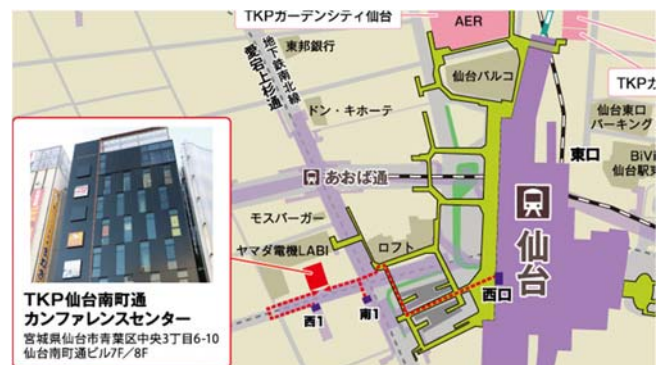 TKPガーデンシティ仙台
AER
地下鉄南北線
愛宕上杉通
東邦銀行
仙台パルコ
TKPガ
ドン・キホーテ
仙台東口
パーキング
東口
BiVi
仙台駅東
あおば通
仙台
モスバーガー
ロフト
ヤマダ電機LABI
西口
西1
南1
TKP仙台南町通
カンファレンスセンター
宮城県仙台市青葉区中央3丁目6-10
仙台南町通ビル7F／8F